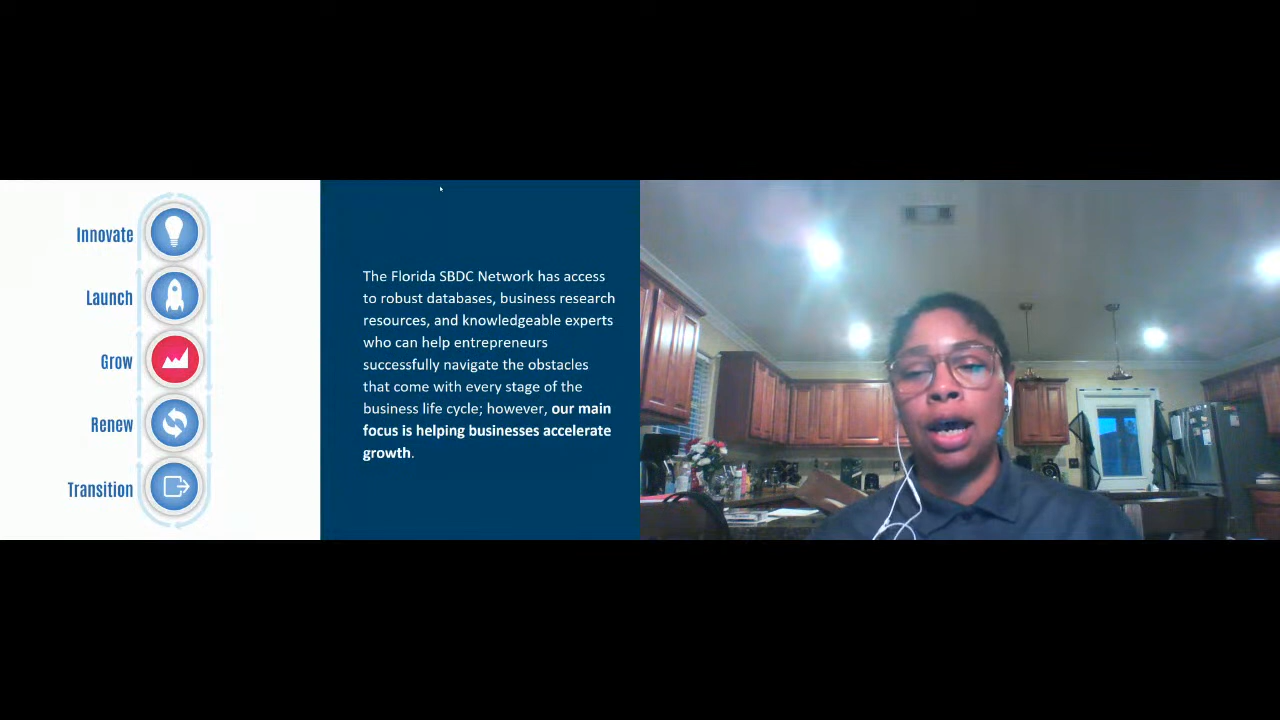 Innovate
Launch
Grow
Renew
Transition
The Florida SBDC Network has access
to robust databases, business research
resources, and knowledgeable experts
who can help entrepreneurs
successfully navigate the obstacles
that come with every stage of the
business life cycle; however, our main
focus is helping businesses accelerate
growth.